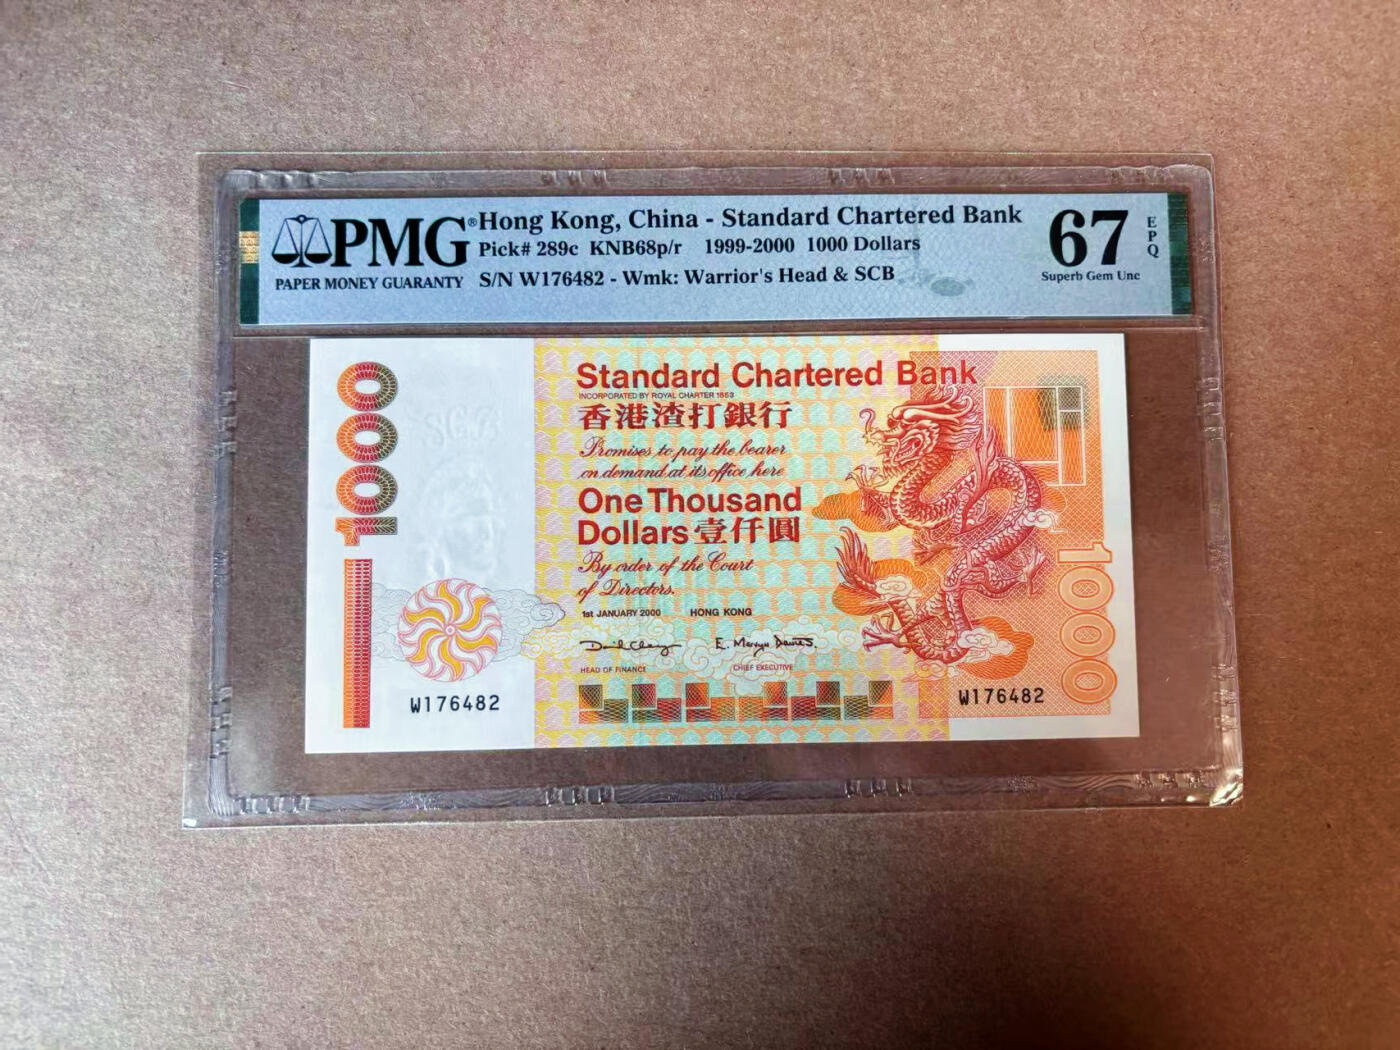 PMG®
PAPER MONEY GUARANTY
Hong Kong, China - Standard Chartered Bank
Pick# 289c KNB68p/r 1999-2000 1000 Dollars
S/N W176482 - Wmk: Warrior's Head & SCB
67
EPQ
Superb Gem Unc
1000
SCB
Standard Chartered Bank
INCORPORATED BY ROYAL CHARTER 1853
香港渣打銀行
Promises to pay the bearer
on demand at its office here
One Thousand
Dollars 壹仟圓
By order of the Court
of Directors.
1st JANUARY 2000 HONG KONG
HEAD OF FINANCE CHIEF EXECUTIVE
W176482
W176482
1000